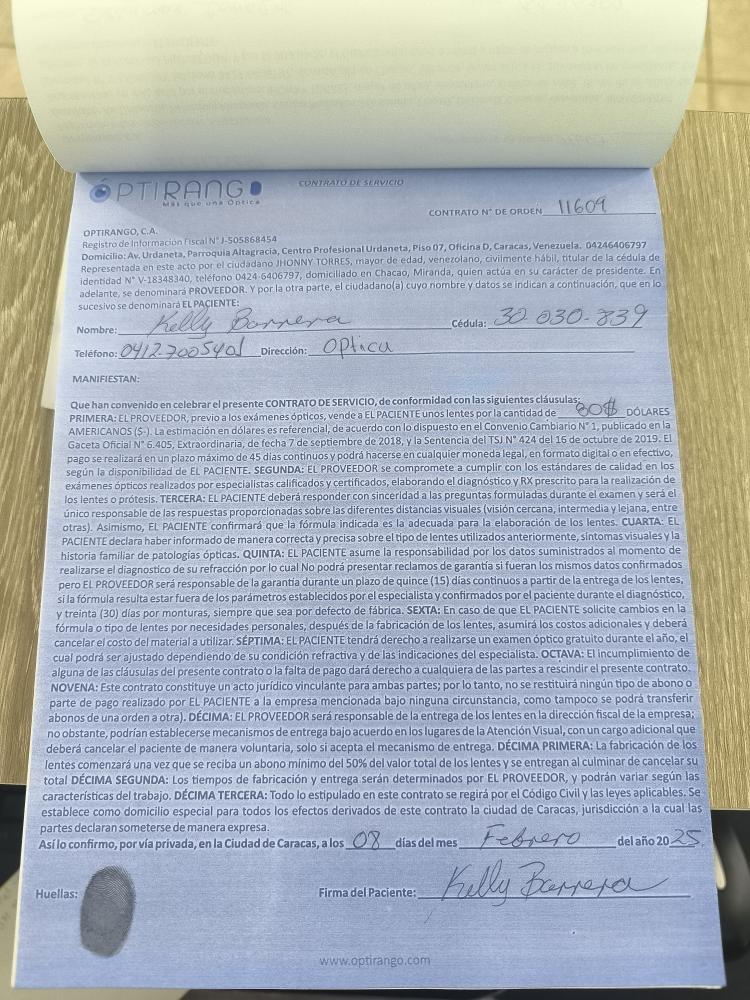 ÓPTIRANGO
Más que una Óptica
CONTRATO DE SERVICIO
CONTRATO N° DE ORDEN 11609
OPTIRANGO, C.A.
Registro de Información Fiscal N° J-505868454
Domicilio: Av. Urdaneta, Parroquia Altagracia, Centro Profesional Urdaneta, Piso 07, Oficina D, Caracas, Venezuela. 04246406797
Representada en este acto por el ciudadano JHONNY TORRES, mayor de edad, venezolano, civilmente hábil, titular de la cédula de
identidad N° V-18348340, teléfono 0424-6406797, domiciliado en Chacao, Miranda, quien actúa en su carácter de presidente. En
adelante, se denominará PROVEEDOR. Y por la otra parte, el ciudadano(a) cuyo nombre y datos se indican a continuación, que en lo
sucesivo se denominará EL PACIENTE:
Nombre: Kelly Barrera Cédula: 30 030-839
Teléfono: 0412-7005401 Dirección: Optica
MANIFIESTAN:
Que han convenido en celebrar el presente CONTRATO DE SERVICIO, de conformidad con las siguientes cláusulas:
PRIMERA: EL PROVEEDOR, previo a los exámenes ópticos, vende a EL PACIENTE unos lentes por la cantidad de 80$ DÓLARES
AMERICANOS ($-). La estimación en dólares es referencial, de acuerdo con lo dispuesto en el Convenio Cambiario N° 1, publicado en la
Gaceta Oficial N° 6.405, Extraordinaria, de fecha 7 de septiembre de 2018, y la Sentencia del TSJ N° 424 del 16 de octubre de 2019. El
pago se realizará en un plazo máximo de 45 días continuos y podrá hacerse en cualquier moneda legal, en formato digital o en efectivo,
según la disponibilidad de EL PACIENTE. SEGUNDA: EL PROVEEDOR se compromete a cumplir con los estándares de calidad en los
exámenes ópticos realizados por especialistas calificados y certificados, elaborando el diagnóstico y RX prescrito para la realización de
los lentes o prótesis. TERCERA: EL PACIENTE deberá responder con sinceridad a las preguntas formuladas durante el examen y será el
único responsable de las respuestas proporcionadas sobre las diferentes distancias visuales (visión cercana, intermedia y lejana, entre
otras). Asimismo, EL PACIENTE confirmará que la fórmula indicada es la adecuada para la elaboración de los lentes. CUARTA: EL
PACIENTE declara haber informado de manera correcta y precisa sobre el tipo de lentes utilizados anteriormente, síntomas visuales y la
historia familiar de patologías ópticas. QUINTA: EL PACIENTE asume la responsabilidad por los datos suministrados al momento de
realizarse el diagnostico de su refracción por lo cual No podrá presentar reclamos de garantía si fueran los mismos datos confirmados
pero EL PROVEEDOR será responsable de la garantía durante un plazo de quince (15) días continuos a partir de la entrega de los lentes,
si la fórmula resulta estar fuera de los parámetros establecidos por el especialista y confirmados por el paciente durante el diagnóstico,
y treinta (30) días por monturas, siempre que sea por defecto de fábrica. SEXTA: En caso de que EL PACIENTE solicite cambios en la
fórmula o tipo de lentes por necesidades personales, después de la fabricación de los lentes, asumirá los costos adicionales y deberá
cancelar el costo del material a utilizar. SÉPTIMA: EL PACIENTE tendrá derecho a realizarse un examen óptico gratuito durante el año, el
cual podrá ser ajustado dependiendo de su condición refractiva y de las indicaciones del especialista. OCTAVA: El incumplimiento de
alguna de las cláusulas del presente contrato o la falta de pago dará derecho a cualquiera de las partes a rescindir el presente contrato.
NOVENA: Este contrato constituye un acto jurídico vinculante para ambas partes; por lo tanto, no se restituirá ningún tipo de abono o
parte de pago realizado por EL PACIENTE a la empresa mencionada bajo ninguna circunstancia, como tampoco se podrá transferir
abonos de una orden a otra). DÉCIMA: EL PROVEEDOR será responsable de la entrega de los lentes en la dirección fiscal de la empresa;
no obstante, podrían establecerse mecanismos de entrega bajo acuerdo en los lugares de la Atención Visual, con un cargo adicional que
deberá cancelar el paciente de manera voluntaria, solo si acepta el mecanismo de entrega. DÉCIMA PRIMERA: La fabricación de los
lentes comenzará una vez que se reciba un abono mínimo del 50% del valor total de los lentes y se entregan al culminar de cancelar su
total DÉCIMA SEGUNDA: Los tiempos de fabricación y entrega serán determinados por EL PROVEEDOR, y podrán variar según las
características del trabajo. DÉCIMA TERCERA: Todo lo estipulado en este contrato se regirá por el Código Civil y las leyes aplicables. Se
establece como domicilio especial para todos los efectos derivados de este contrato la ciudad de Caracas, jurisdicción a la cual las
partes declaran someterse de manera expresa.
Así lo confirmo, por vía privada, en la Ciudad de Caracas, a los 08 días del mes Febrero del año 2025
Huellas: Firma del Paciente: Kelly Barrera
www.optirango.com